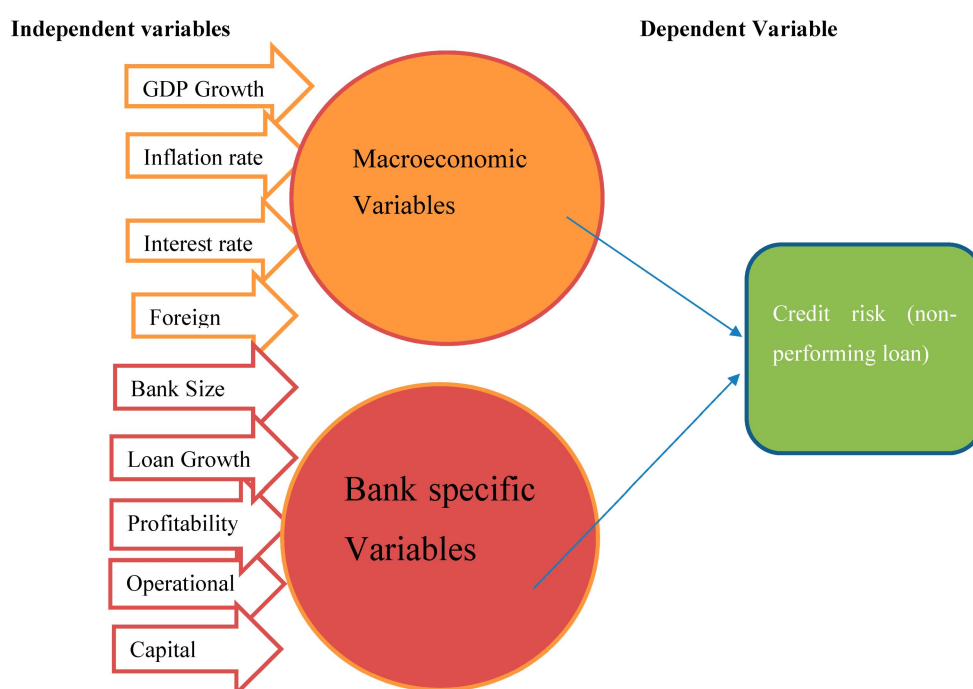 Independent variables
Dependent Variable
GDP Growth
Inflation rate
Interest rate
Foreign
Bank Size
Loan Growth
Profitability
Operational
Capital
Macroeconomic
Variables
Bank specific
Variables
Credit risk (non-
performing loan)